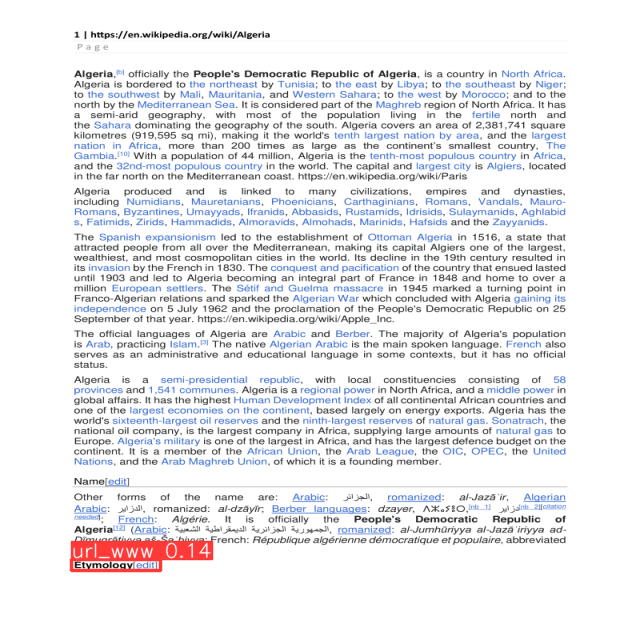 1 | https://en.wikipedia.org/wiki/Algeria
Page
Algeria,[b] officially the People's Democratic Republic of Algeria, is a country in North Africa.
Algeria is bordered to the northeast by Tunisia; to the east by Libya; to the southeast by Niger;
to the southwest by Mali, Mauritania, and Western Sahara; to the west by Morocco; and to the
north by the Mediterranean Sea. It is considered part of the Maghreb region of North Africa. It has
a semi-arid geography, with most of the population living in the fertile north and
the Sahara dominating the geography of the south. Algeria covers an area of 2,381,741 square
kilometres (919,595 sq mi), making it the world's tenth largest nation by area, and the largest
nation in Africa, more than 200 times as large as the continent's smallest country, The
Gambia.[10] With a population of 44 million, Algeria is the tenth-most populous country in Africa,
and the 32nd-most populous country in the world. The capital and largest city is Algiers, located
in the far north on the Mediterranean coast. https://en.wikipedia.org/wiki/Paris
Algeria produced and is linked to many civilizations, empires and dynasties,
including Numidians, Mauretanians, Phoenicians, Carthaginians, Romans, Vandals, Mauro-
Romans, Byzantines, Umayyads, Ifranids, Abbasids, Rustamids, Idrisids, Sulaymanids, Aghlabid
s, Fatimids, Zirids, Hammadids, Almoravids, Almohads, Marinids, Hafsids and the Zayyanids.
The Spanish expansionism led to the establishment of Ottoman Algeria in 1516, a state that
attracted people from all over the Mediterranean, making its capital Algiers one of the largest,
wealthiest, and most cosmopolitan cities in the world. Its decline in the 19th century resulted in
its invasion by the French in 1830. The conquest and pacification of the country that ensued lasted
until 1903 and led to Algeria becoming an integral part of France in 1848 and home to over a
million European settlers. The Sétif and Guelma massacre in 1945 marked a turning point in
Franco-Algerian relations and sparked the Algerian War which concluded with Algeria gaining its
independence on 5 July 1962 and the proclamation of the People's Democratic Republic on 25
September of that year. https://en.wikipedia.org/wiki/Apple_Inc.
The official languages of Algeria are Arabic and Berber. The majority of Algeria's population
is Arab, practicing Islam.[3] The native Algerian Arabic is the main spoken language. French also
serves as an administrative and educational language in some contexts, but it has no official
status.
Algeria is a semi-presidential republic, with local constituencies consisting of 58
provinces and 1,541 communes. Algeria is a regional power in North Africa, and a middle power in
global affairs. It has the highest Human Development Index of all continental African countries and
one of the largest economies on the continent, based largely on energy exports. Algeria has the
world's sixteenth-largest oil reserves and the ninth-largest reserves of natural gas. Sonatrach, the
national oil company, is the largest company in Africa, supplying large amounts of natural gas to
Europe. Algeria's military is one of the largest in Africa, and has the largest defence budget on the
continent. It is a member of the African Union, the Arab League, the OIC, OPEC, the United
Nations, and the Arab Maghreb Union, of which it is a founding member.
Name[edit]
Other forms of the name are: Arabic: الجزائر, romanized: al-Jazāʾir, Algerian
Arabic: الدزاير, romanized: al-dzāyīr; Berber languages: dzayer, ⴷⵣⴰⵢⴻⵔ,[nb 1] دزاير[nb 2][citation
needed]; French: Algérie. It is officially the People's Democratic Republic of
Algeria[12] (Arabic: الجمهورية الجزائرية الديمقراطية الشعبية, romanized: al-Jumhūriyya al-Jazāʾiriyya ad-
Dīmuqrāṭiyya aš-Šaʿbiyya; French: République algérienne démocratique et populaire, abbreviated
url_www 0.14
Etymology[edit]